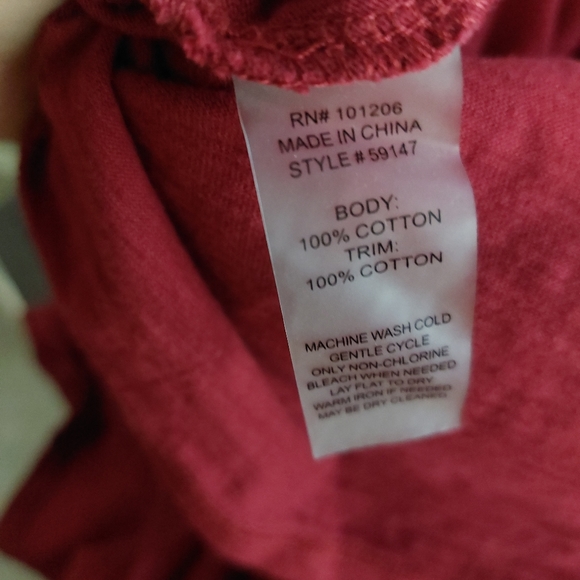 RN# 101206
MADE IN CHINA
STYLE # 59147
BODY:
100% COTTON
TRIM:
100% COTTON
MACHINE WASH COLD
GENTLE CYCLE
ONLY NON-CHLORINE
BLEACH WHEN NEEDED
LAY FLAT TO DRY
WARM IRON IF NEEDED
MAY BE DRY CLEANED